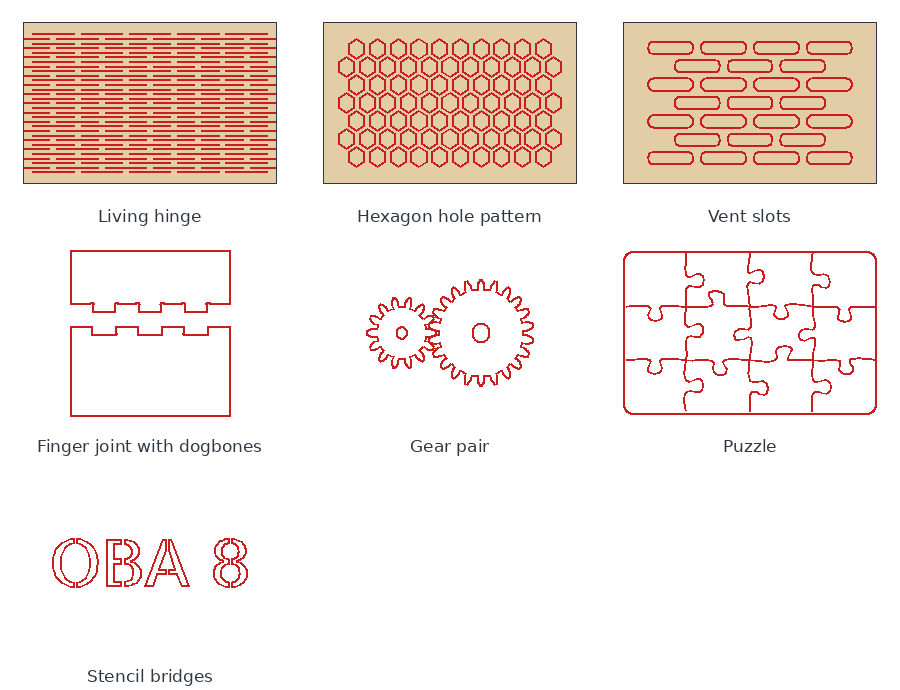 Living hinge
Hexagon hole pattern
Vent slots
Finger joint with dogbones
Gear pair
Puzzle
OBA 8
Stencil bridges